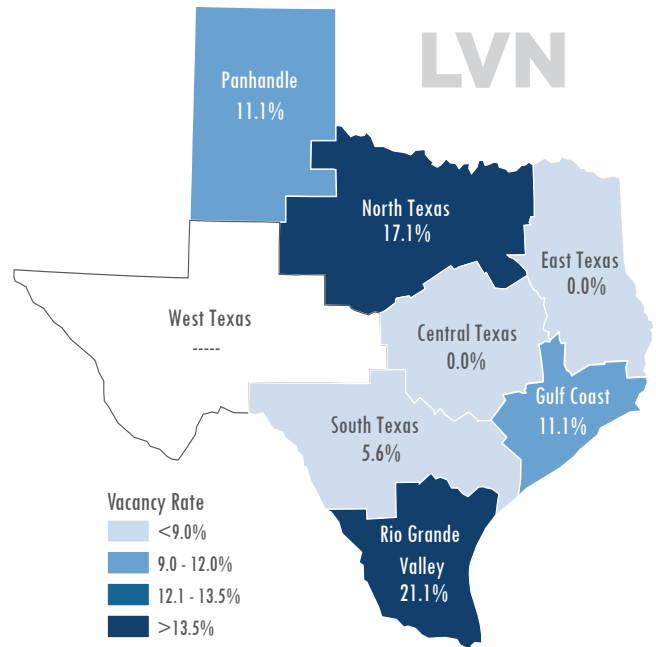 LVN
Panhandle
11.1%
North Texas
17.1%
East Texas
0.0%
West Texas
-----
Central Texas
0.0%
Gulf Coast
11.1%
South Texas
5.6%
Rio Grande
Valley
21.1%
Vacancy Rate
<9.0%
9.0 - 12.0%
12.1 - 13.5%
>13.5%